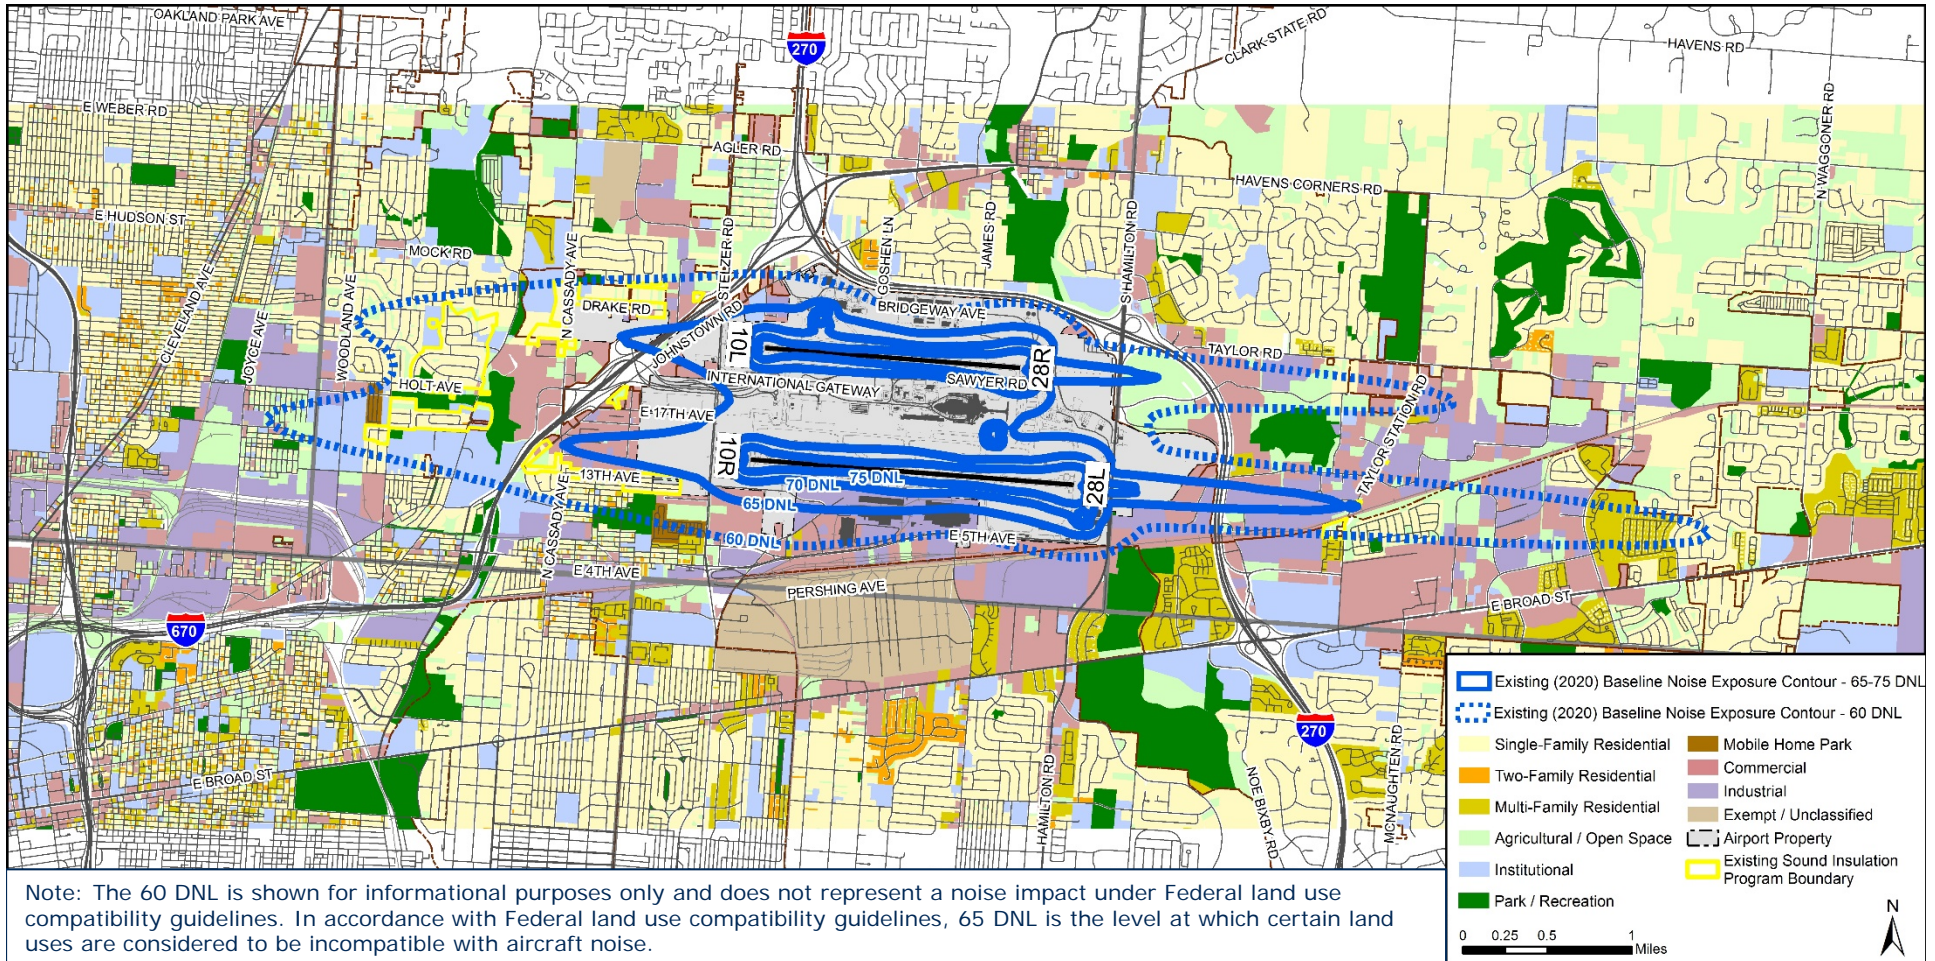 OAKLAND PARK AVE
270
CLARK STATE RD
HAVENS RD
E WEBER RD
N WAGGONER RD
AGLER RD
HAVENS CORNERS RD
E HUDSON ST
STELZER RD
GOSHEN LN
JAMES RD
S HAMILTON RD
MOCK RD
N CASSADY AVE
CLEVELAND AVE
JOYCE AVE
WOODLAND AVE
DRAKE RD
JOHNSTOWN RD
BRIDGEWAY AVE
10L
28R
TAYLOR RD
HOLT AVE
INTERNATIONAL GATEWAY
SAWYER RD
TAYLOR STATION RD
E 17TH AVE
10R
28L
13TH AVE
70 DNL
75 DNL
65 DNL
60 DNL
E 5TH AVE
N CASSADY AVE
E 4TH AVE
PERSHING AVE
E BROAD ST
670
E BROAD ST
HAMILTON RD
NOE BIXBY RD
270
MCNAUGHTEN RD
Existing (2020) Baseline Noise Exposure Contour - 65-75 DNL
Existing (2020) Baseline Noise Exposure Contour - 60 DNL
Single-Family Residential
Two-Family Residential
Multi-Family Residential
Agricultural / Open Space
Institutional
Park / Recreation
Mobile Home Park
Commercial
Industrial
Exempt / Unclassified
Airport Property
Existing Sound Insulation
Program Boundary
N
0 0.25 0.5 1
Miles
Note: The 60 DNL is shown for informational purposes only and does not represent a noise impact under Federal land use
compatibility guidelines. In accordance with Federal land use compatibility guidelines, 65 DNL is the level at which certain land
uses are considered to be incompatible with aircraft noise.